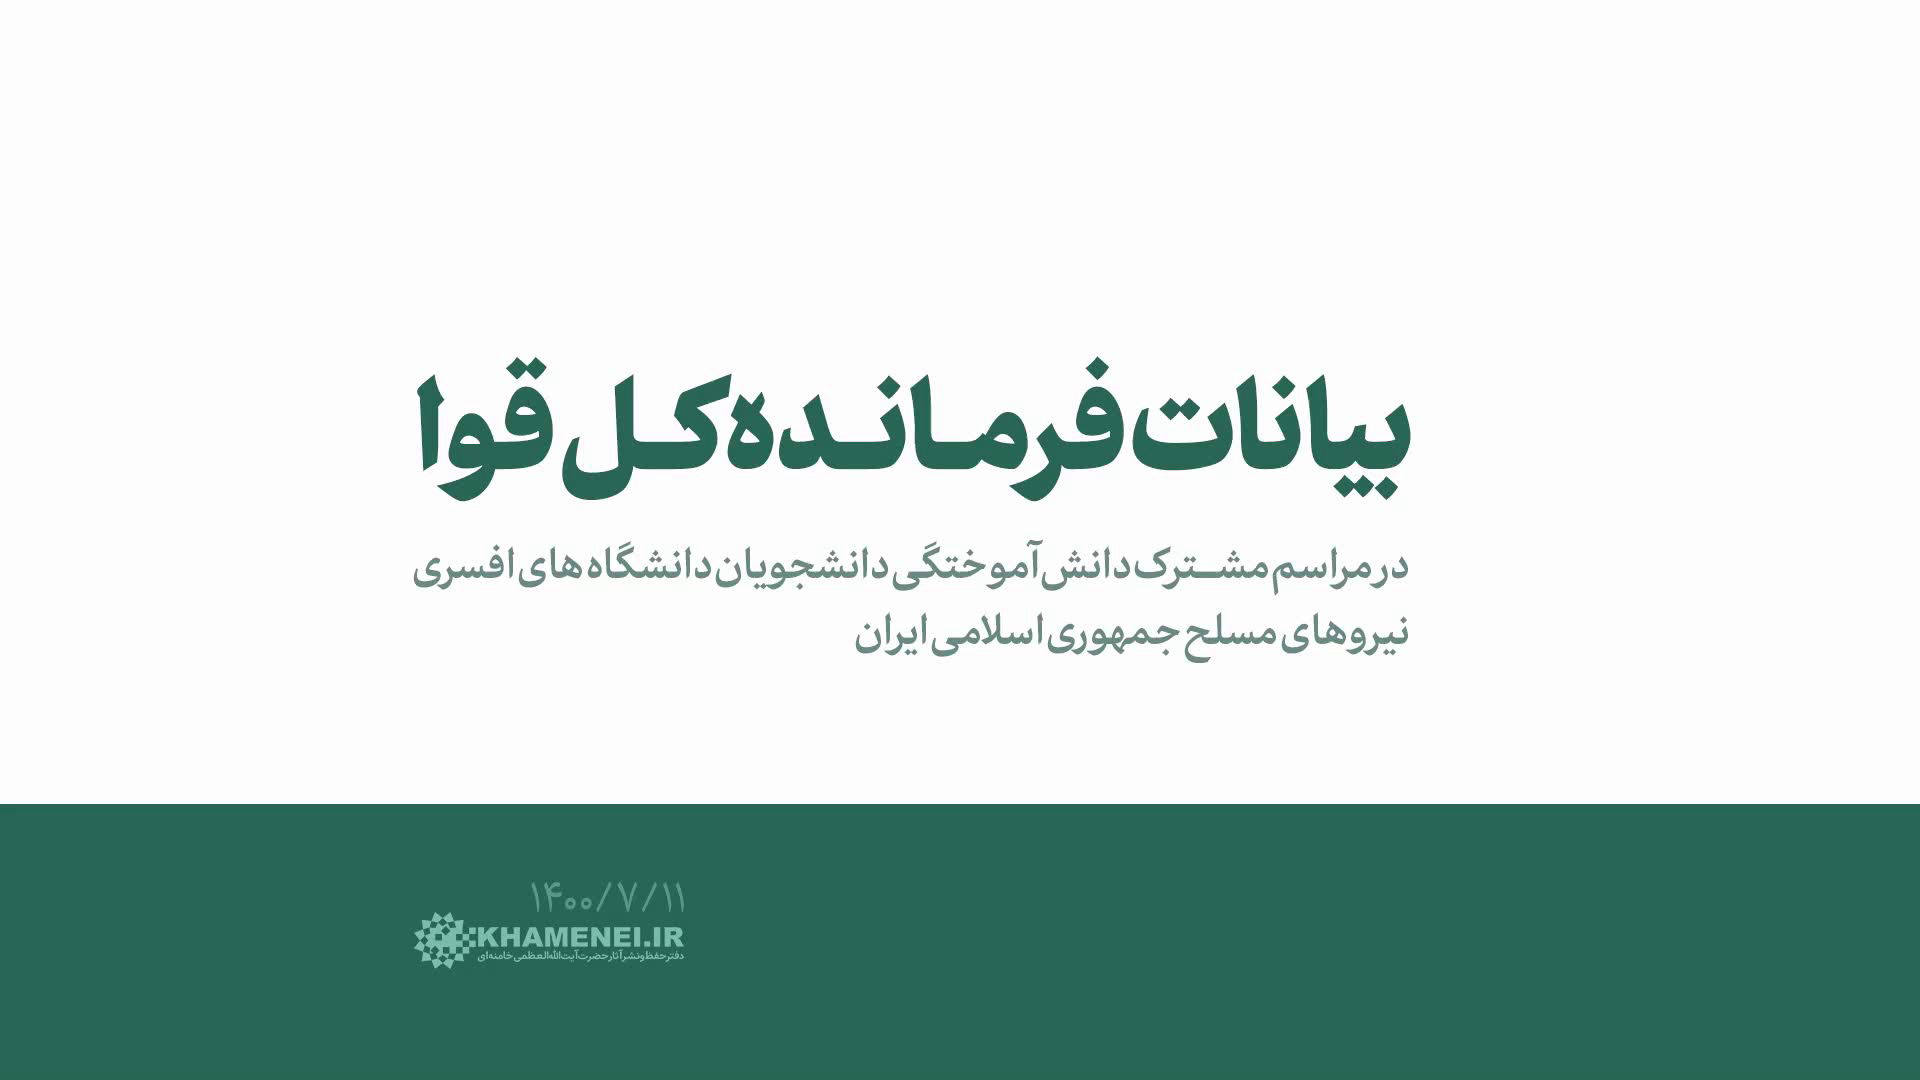 بیانات فرمانده کل قوا
در مراسم مشترک دانش‌آموختگی دانشجویان دانشگاه های افسری
نیروهای مسلح جمهوری اسلامی ایران
۱۴۰۰/۷/۱۱
KHAMENEI.IR
دفتر حفظ و نشر آثار حضرت آیت‌الله‌العظمی خامنه‌ای